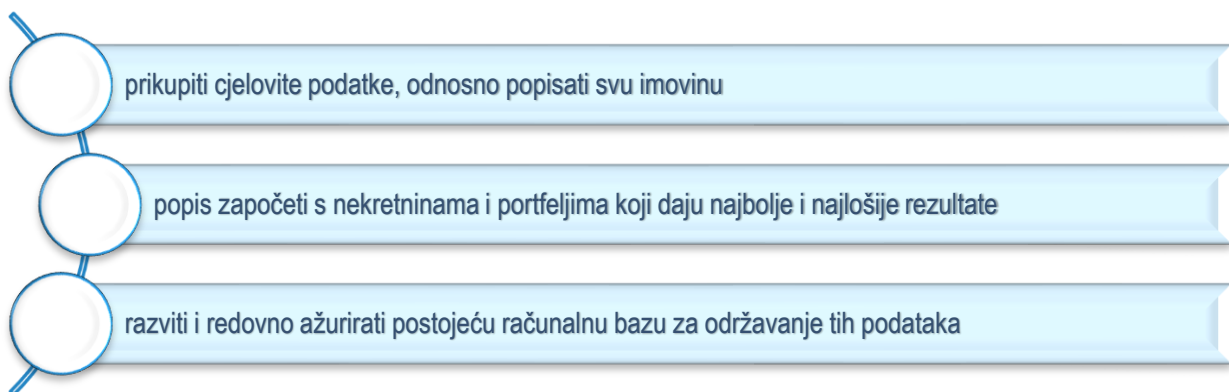 prikupiti cjelovite podatke, odnosno popisati svu imovinu
popis započeti s nekretninama i portfeljima koji daju najbolje i najlošije rezultate
razviti i redovno ažurirati postojeću računalnu bazu za održavanje tih podataka